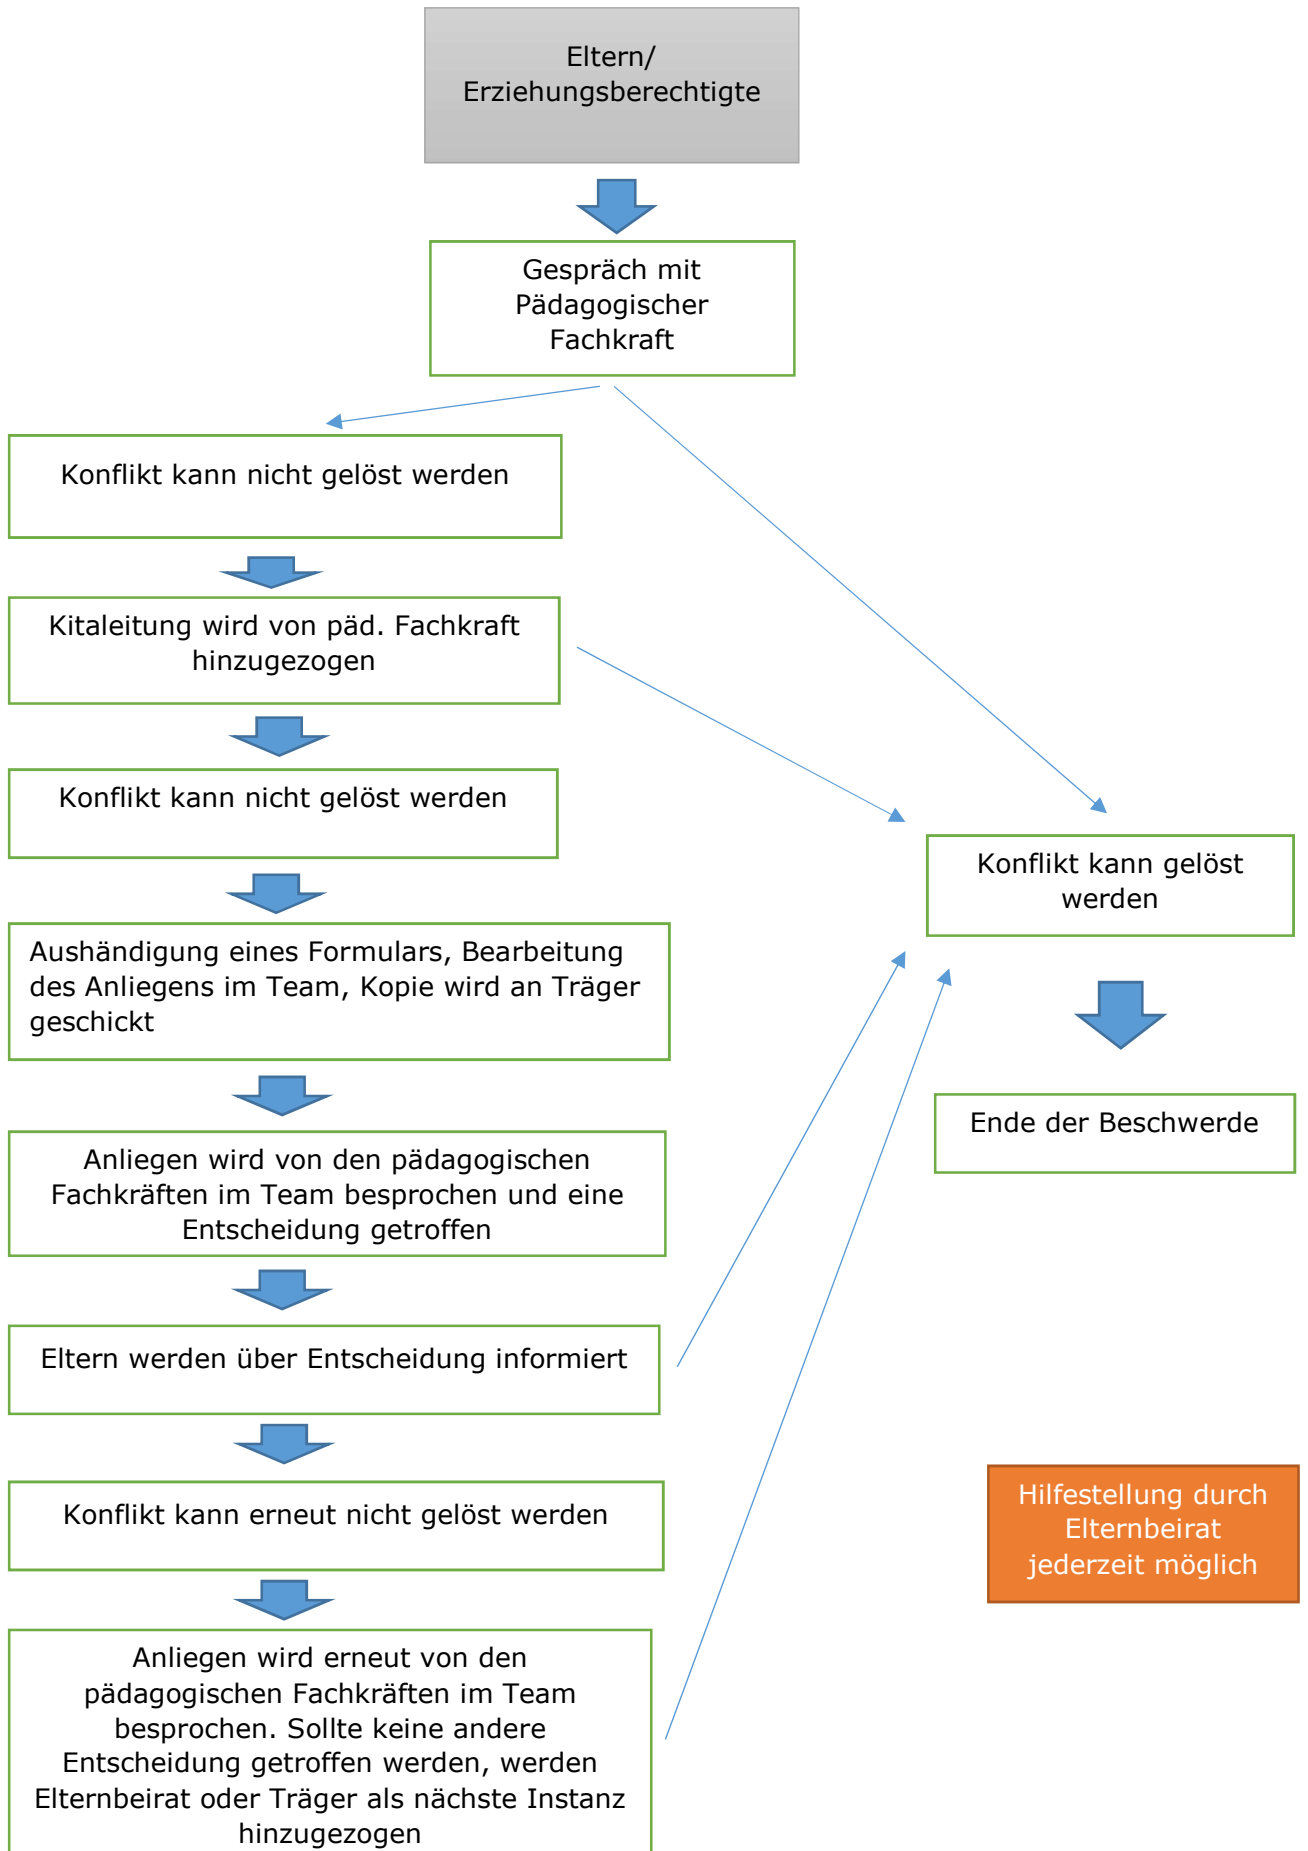 Eltern/
Erziehungsberechtigte
Gespräch mit
Pädagogischer
Fachkraft
Konflikt kann nicht gelöst werden
Kitaleitung wird von päd. Fachkraft
hinzugezogen
Konflikt kann nicht gelöst werden
Konflikt kann gelöst
werden
Aushändigung eines Formulars, Bearbeitung
des Anliegens im Team, Kopie wird an Träger
geschickt
Ende der Beschwerde
Anliegen wird von den pädagogischen
Fachkräften im Team besprochen und eine
Entscheidung getroffen
Eltern werden über Entscheidung informiert
Konflikt kann erneut nicht gelöst werden
Hilfestellung durch
Elternbeirat
jederzeit möglich
Anliegen wird erneut von den
pädagogischen Fachkräften im Team
besprochen. Sollte keine andere
Entscheidung getroffen werden, werden
Elternbeirat oder Träger als nächste Instanz
hinzugezogen